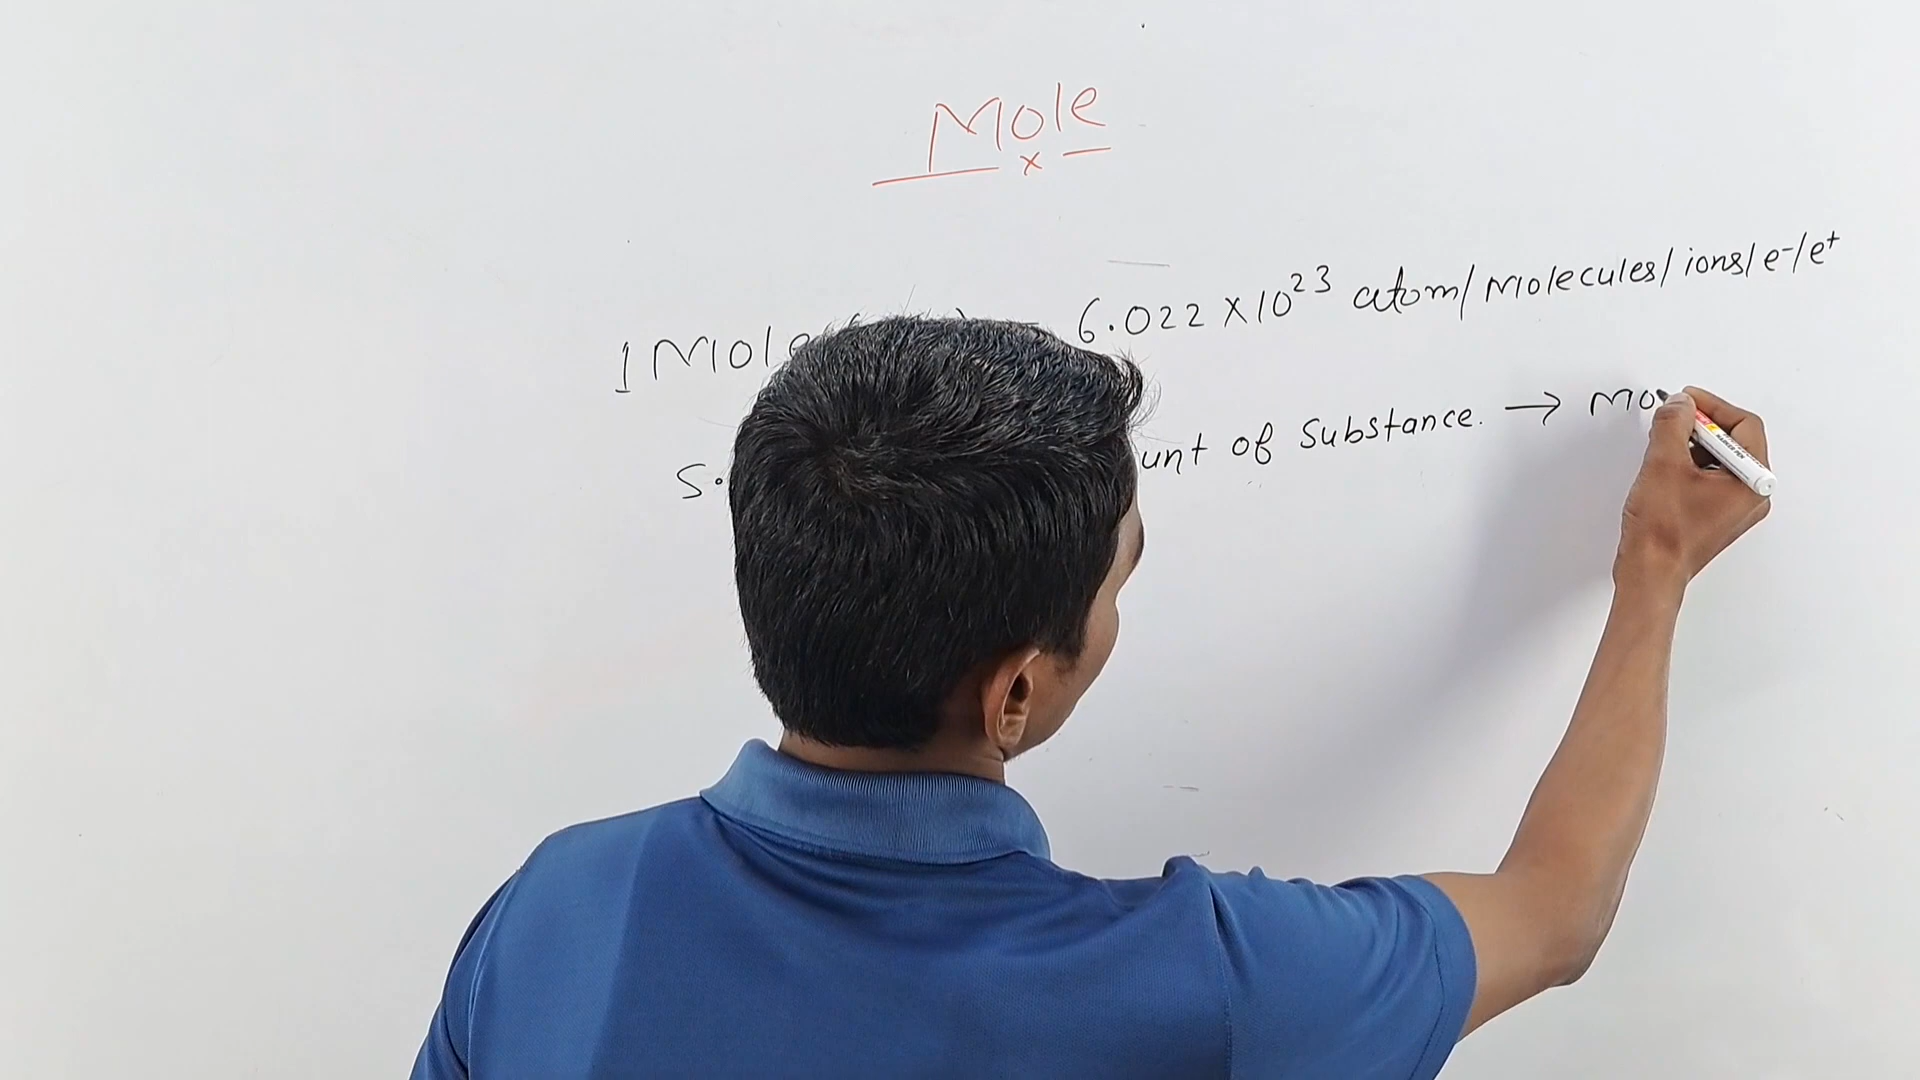 Mole
x
1 Mole = 6.022 x 10²³ atom/molecules/ions/e⁻/e⁺
S. unt of Substance. → mo